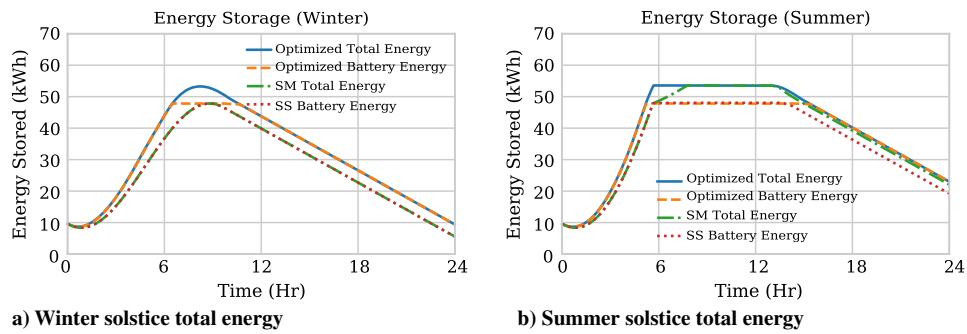 Energy Storage (Winter)
70
60
50
40
30
20
10
0
Energy Stored (kWh)
Optimized Total Energy
Optimized Battery Energy
SM Total Energy
SS Battery Energy
0 6 12 18 24
Time (Hr)
a) Winter solstice total energy
Energy Storage (Summer)
70
60
50
40
30
20
10
0
Energy Stored (kWh)
Optimized Total Energy
Optimized Battery Energy
SM Total Energy
SS Battery Energy
0 6 12 18 24
Time (Hr)
b) Summer solstice total energy